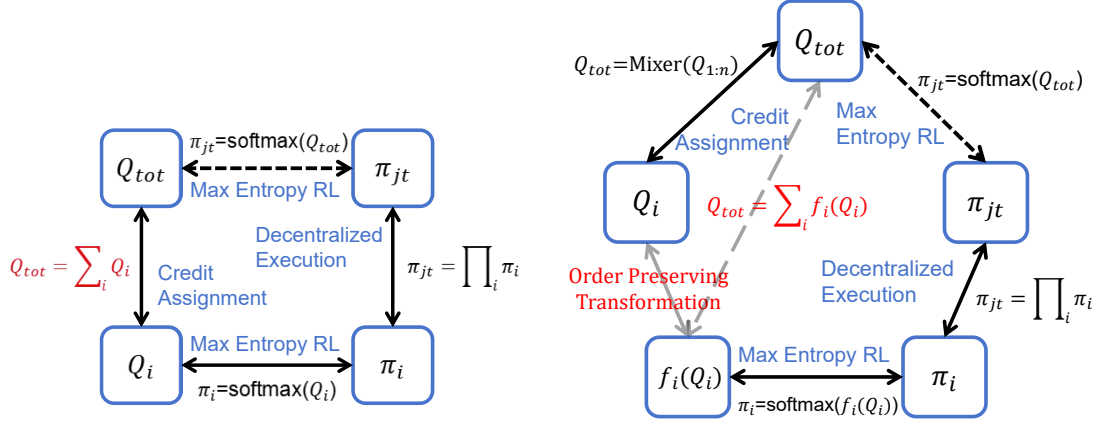 π_jt=softmax(Q_tot)
Q_tot
π_jt
Max Entropy RL
Q_tot = ∑_i Q_i
Credit
Assignment
Decentralized
Execution
π_jt = ∏_i π_i
Q_i
Max Entropy RL
π_i
π_i=softmax(Q_i)
Q_tot
Q_tot=Mixer(Q_1:n)
π_jt=softmax(Q_tot)
Credit
Assignment
Max
Entropy RL
Q_i
Q_tot = ∑_i f_i(Q_i)
π_jt
Order Preserving
Transformation
Decentralized
Execution
π_jt = ∏_i π_i
f_i(Q_i)
Max Entropy RL
π_i
π_i=softmax(f_i(Q_i))